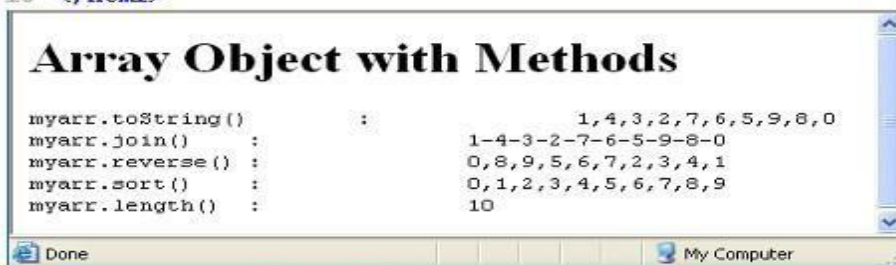 Array Object with Methods
myarr.toString() : 1,4,3,2,7,6,5,9,8,0
myarr.join() : 1-4-3-2-7-6-5-9-8-0
myarr.reverse() : 0,8,9,5,6,7,2,3,4,1
myarr.sort() : 0,1,2,3,4,5,6,7,8,9
myarr.length() : 10
Done My Computer